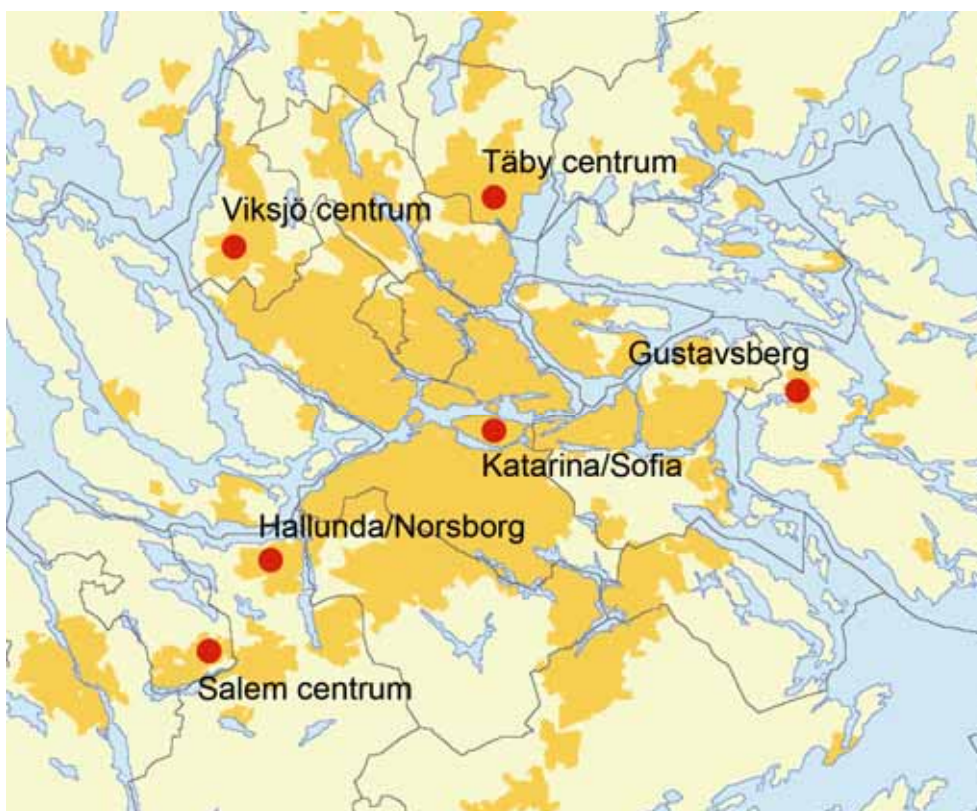 Täby centrum
Viksjö centrum
Gustavsberg
Katarina/Sofia
Hallunda/Norsborg
Salem centrum